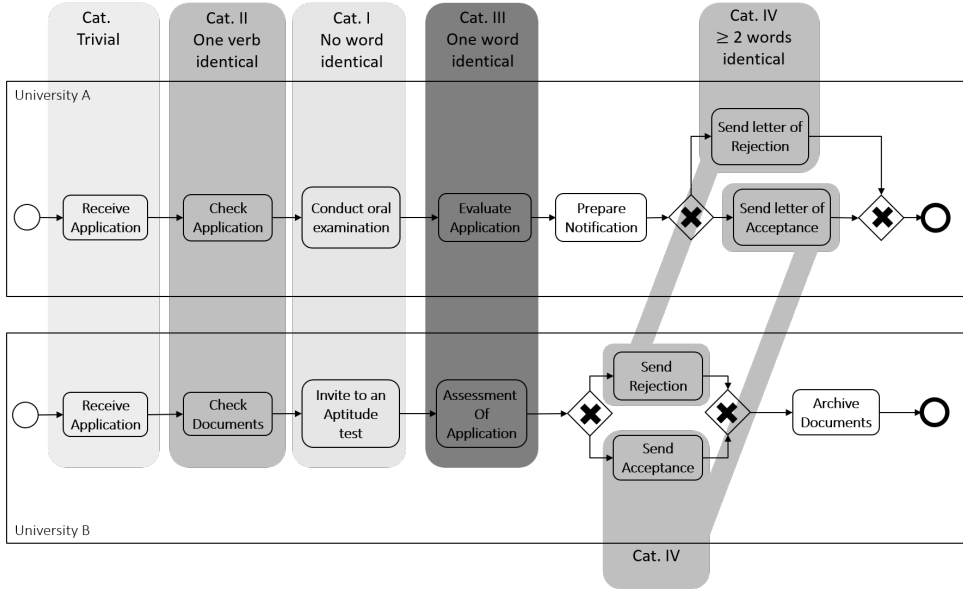 Cat.
Trivial
Cat. II
One verb
identical
Cat. I
No word
identical
Cat. III
One word
identical
Cat. IV
≥ 2 words
identical
University A
Receive
Application
Check
Application
Conduct oral
examination
Evaluate
Application
Prepare
Notification
Send letter of
Rejection
Send letter of
Acceptance
Receive
Application
Check
Documents
Invite to an
Aptitude
test
Assessment
Of
Application
Send
Rejection
Send
Acceptance
Archive
Documents
University B
Cat. IV